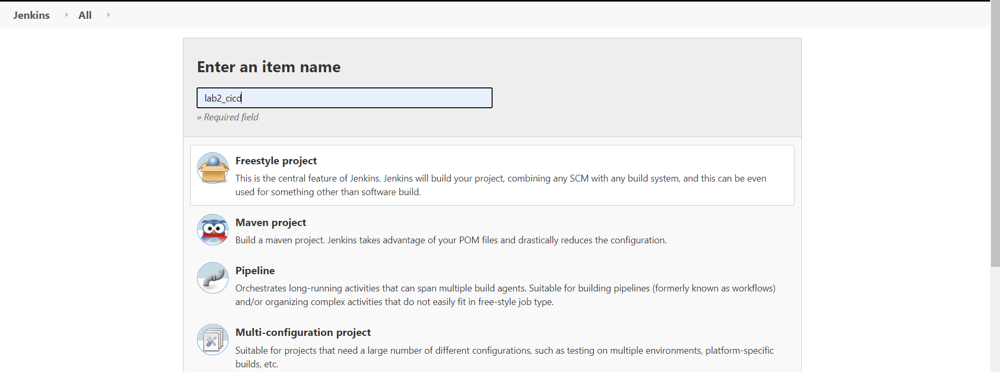 Jenkins All
Enter an item name
lab2_cicd
» Required field
Freestyle project
This is the central feature of Jenkins. Jenkins will build your project, combining any SCM with any build system, and this can be even
used for something other than software build.
Maven project
Build a maven project. Jenkins takes advantage of your POM files and drastically reduces the configuration.
Pipeline
Orchestrates long-running activities that can span multiple build agents. Suitable for building pipelines (formerly known as workflows)
and/or organizing complex activities that do not easily fit in free-style job type.
Multi-configuration project
Suitable for projects that need a large number of different configurations, such as testing on multiple environments, platform-specific
builds, etc.